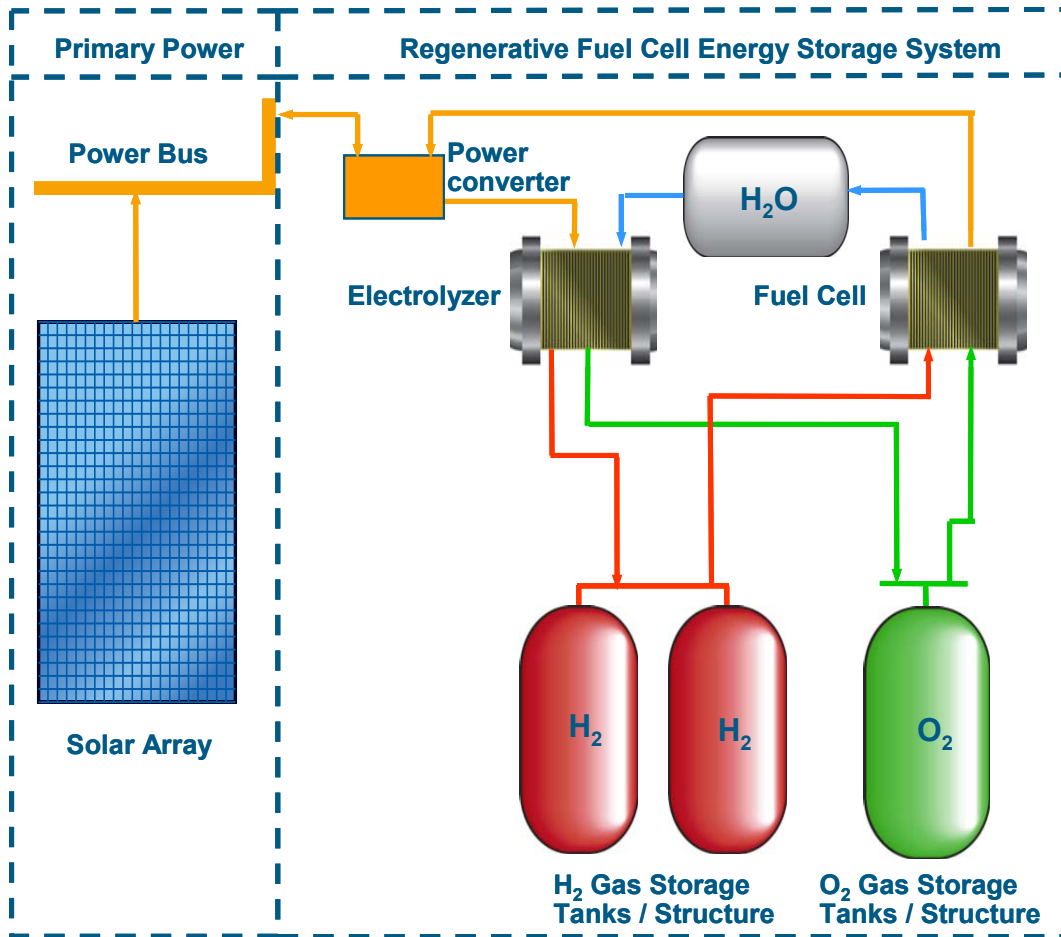 Primary Power
Regenerative Fuel Cell Energy Storage System
Power Bus
Power
converter
H₂O
Electrolyzer
Fuel Cell
Solar Array
H₂
H₂
O₂
H₂ Gas Storage
Tanks / Structure
O₂ Gas Storage
Tanks / Structure